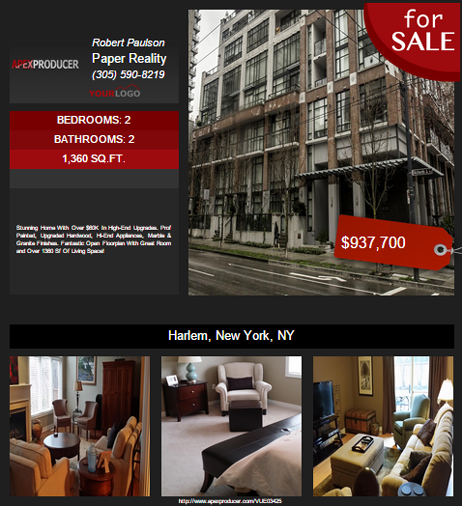 for
SALE
Robert Paulson
Paper Reality
(305) 590-8219
APEXPRODUCER
YOURLOGO
BEDROOMS: 2
BATHROOMS: 2
1,360 SQ.FT.
Stunning Home With Over $60K In High-End Upgrades. Prof
Painted, Upgraded Hardwood, Hi-End Appliances, Marble &
Granite Finishes. Fantastic Open Floorplan With Great Room
and Over 1360 Sf Of Living Space!
$937,700
Harlem, New York, NY
http://www.apexproducer.com/VUE03425